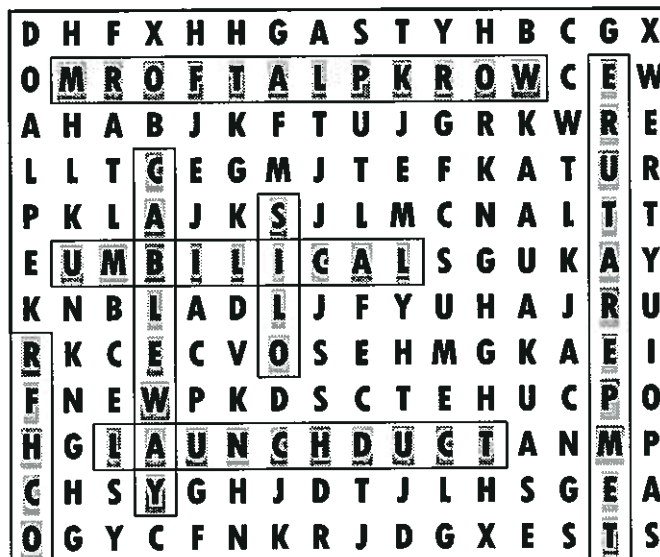 D H F X H H G A S T Y H B C G X
O M R O F T A L P K R O W C E W
A H A B J K F T U J G R K W R E
L L T G E G M J T E F K A T U R
P K L A J K S J L M C N A L T T
E U M B I L I C A L S G U K A Y
K N B L A D L J F Y U H A J R U
R K C E C V O S E H M G K A E I
F N E W P K D S C T E H U C P O
H G L A U N C H D U C T A N M P
C H S Y G H J D T J L H S G E A
O G Y C F N K R J D G X E S T S